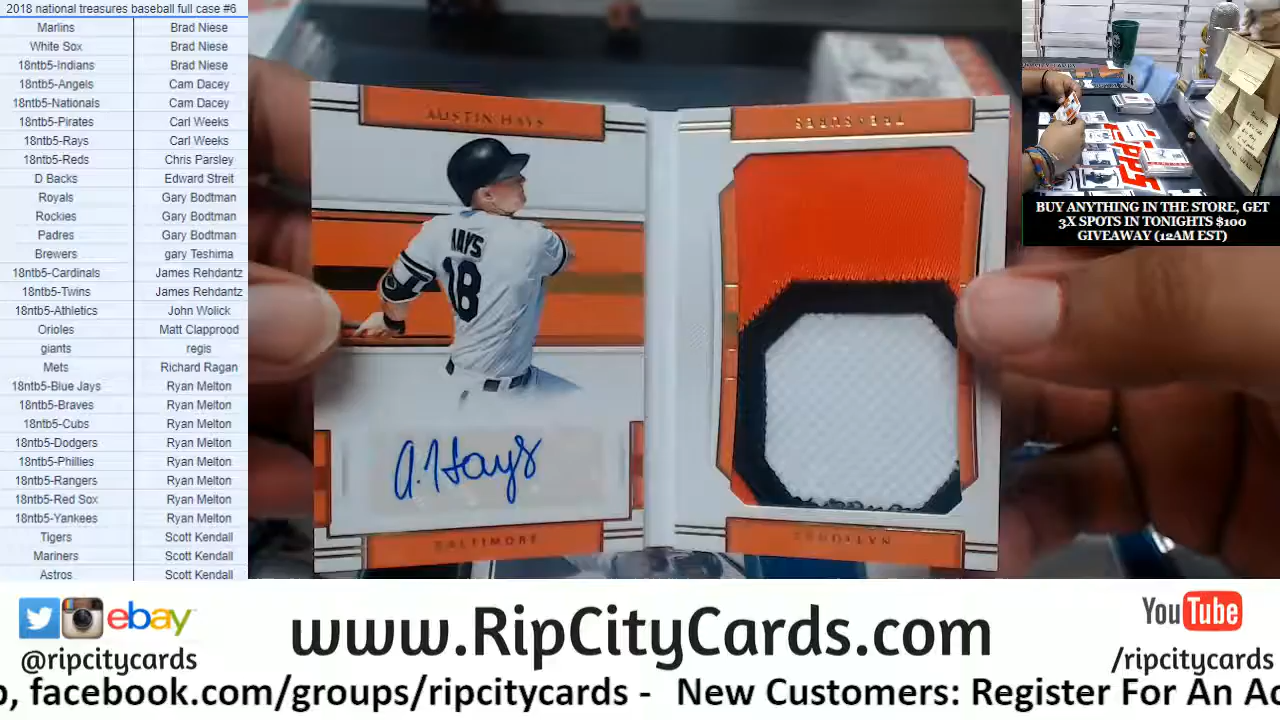 2018 national treasures baseball full case #6
Marlins Brad Niese
White Sox Brad Niese
18ntb5-Indians Brad Niese
18ntb5-Angels Cam Dacey
18ntb5-Nationals Cam Dacey
18ntb5-Pirates Carl Weeks
18ntb5-Rays Carl Weeks
18ntb5-Reds Chris Parsley
D Backs Edward Streit
Royals Gary Bodtman
Rockies Gary Bodtman
Padres Gary Bodtman
Brewers gary Teshima
18ntb5-Cardinals James Rehdantz
18ntb5-Twins James Rehdantz
18ntb5-Athletics John Wolick
Orioles Matt Clapprood
giants regis
Mets Richard Ragan
18ntb5-Blue Jays Ryan Melton
18ntb5-Braves Ryan Melton
18ntb5-Cubs Ryan Melton
18ntb5-Dodgers Ryan Melton
18ntb5-Phillies Ryan Melton
18ntb5-Rangers Ryan Melton
18ntb5-Red Sox Ryan Melton
18ntb5-Yankees Ryan Melton
Tigers Scott Kendall
Mariners Scott Kendall
Astros Scott Kendall
AUSTIN HAYS
HAYS
18
A. Hays
BALTIMORE
BUY ANYTHING IN THE STORE, GET
3X SPOTS IN TONIGHTS $100
GIVEAWAY (12AM EST)
ebay
@ripcitycards
www.RipCityCards.com
YouTube
/ripcitycards
facebook.com/groups/ripcitycards - New Customers: Register For An